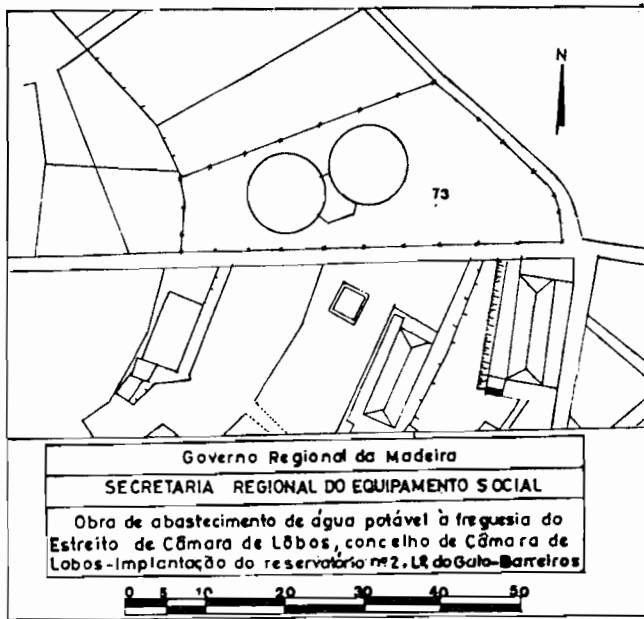 N
73
Governo Regional da Madeira
SECRETARIA REGIONAL DO EQUIPAMENTO SOCIAL
Obra de abastecimento de água potável à freguesia do
Estreito de Câmara de Lobos, concelho de Câmara de
Lobos-Implantação do reservatório nº2. Lº do Gato-Barreiros
0 5 10 20 30 40 50